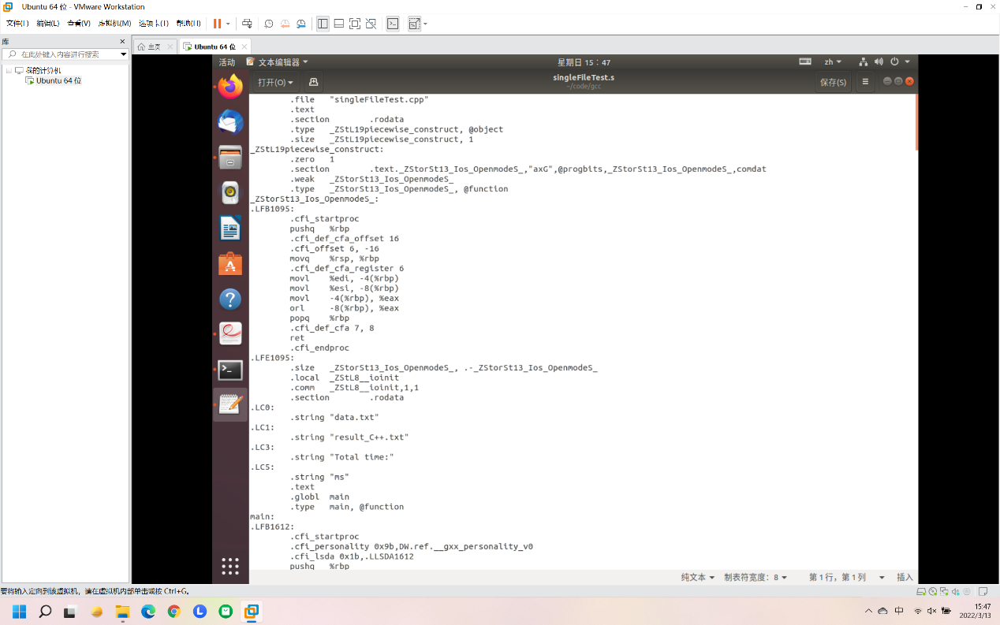 Ubuntu 64 位 - VMware Workstation
文件(F) 编辑(E) 查看(V) 虚拟机(M) 选项卡(T) 帮助(H)
库
在此处键入内容进行搜索
我的计算机
Ubuntu 64 位
主页
Ubuntu 64 位
活动 文本编辑器 星期日 15：47 zh
打开(O) singleFileTest.s 保存(S)
~/code/gcc
.file "singleFileTest.cpp"
.text
.section .rodata
.type _ZStL19piecewise_construct, @object
.size _ZStL19piecewise_construct, 1
_ZStL19piecewise_construct:
.zero 1
.section .text._ZStorSt13_Ios_OpenmodeS_,"axG",@progbits,_ZStorSt13_Ios_OpenmodeS_,comdat
.weak _ZStorSt13_Ios_OpenmodeS_
.type _ZStorSt13_Ios_OpenmodeS_, @function
_ZStorSt13_Ios_OpenmodeS_:
.LFB1095:
.cfi_startproc
pushq %rbp
.cfi_def_cfa_offset 16
.cfi_offset 6, -16
movq %rsp, %rbp
.cfi_def_cfa_register 6
movl %edi, -4(%rbp)
movl %esi, -8(%rbp)
movl -4(%rbp), %eax
orl -8(%rbp), %eax
popq %rbp
.cfi_def_cfa 7, 8
ret
.cfi_endproc
.LFE1095:
.size _ZStorSt13_Ios_OpenmodeS_, .-_ZStorSt13_Ios_OpenmodeS_
.local _ZStL8__ioinit
.comm _ZStL8__ioinit,1,1
.section .rodata
.LC0:
.string "data.txt"
.LC1:
.string "result_C++.txt"
.LC3:
.string "Total time:"
.LC5:
.string "ms"
.text
.globl main
.type main, @function
main:
.LFB1612:
.cfi_startproc
.cfi_personality 0x9b,DW.ref.__gxx_personality_v0
.cfi_lsda 0x1b,.LLSDA1612
pushq %rbp
纯文本 制表符宽度：8 第 1 行，第 1 列 插入
要将输入定向到该虚拟机，请在虚拟机内部单击或按 Ctrl+G。
中
15:47
2022/3/13